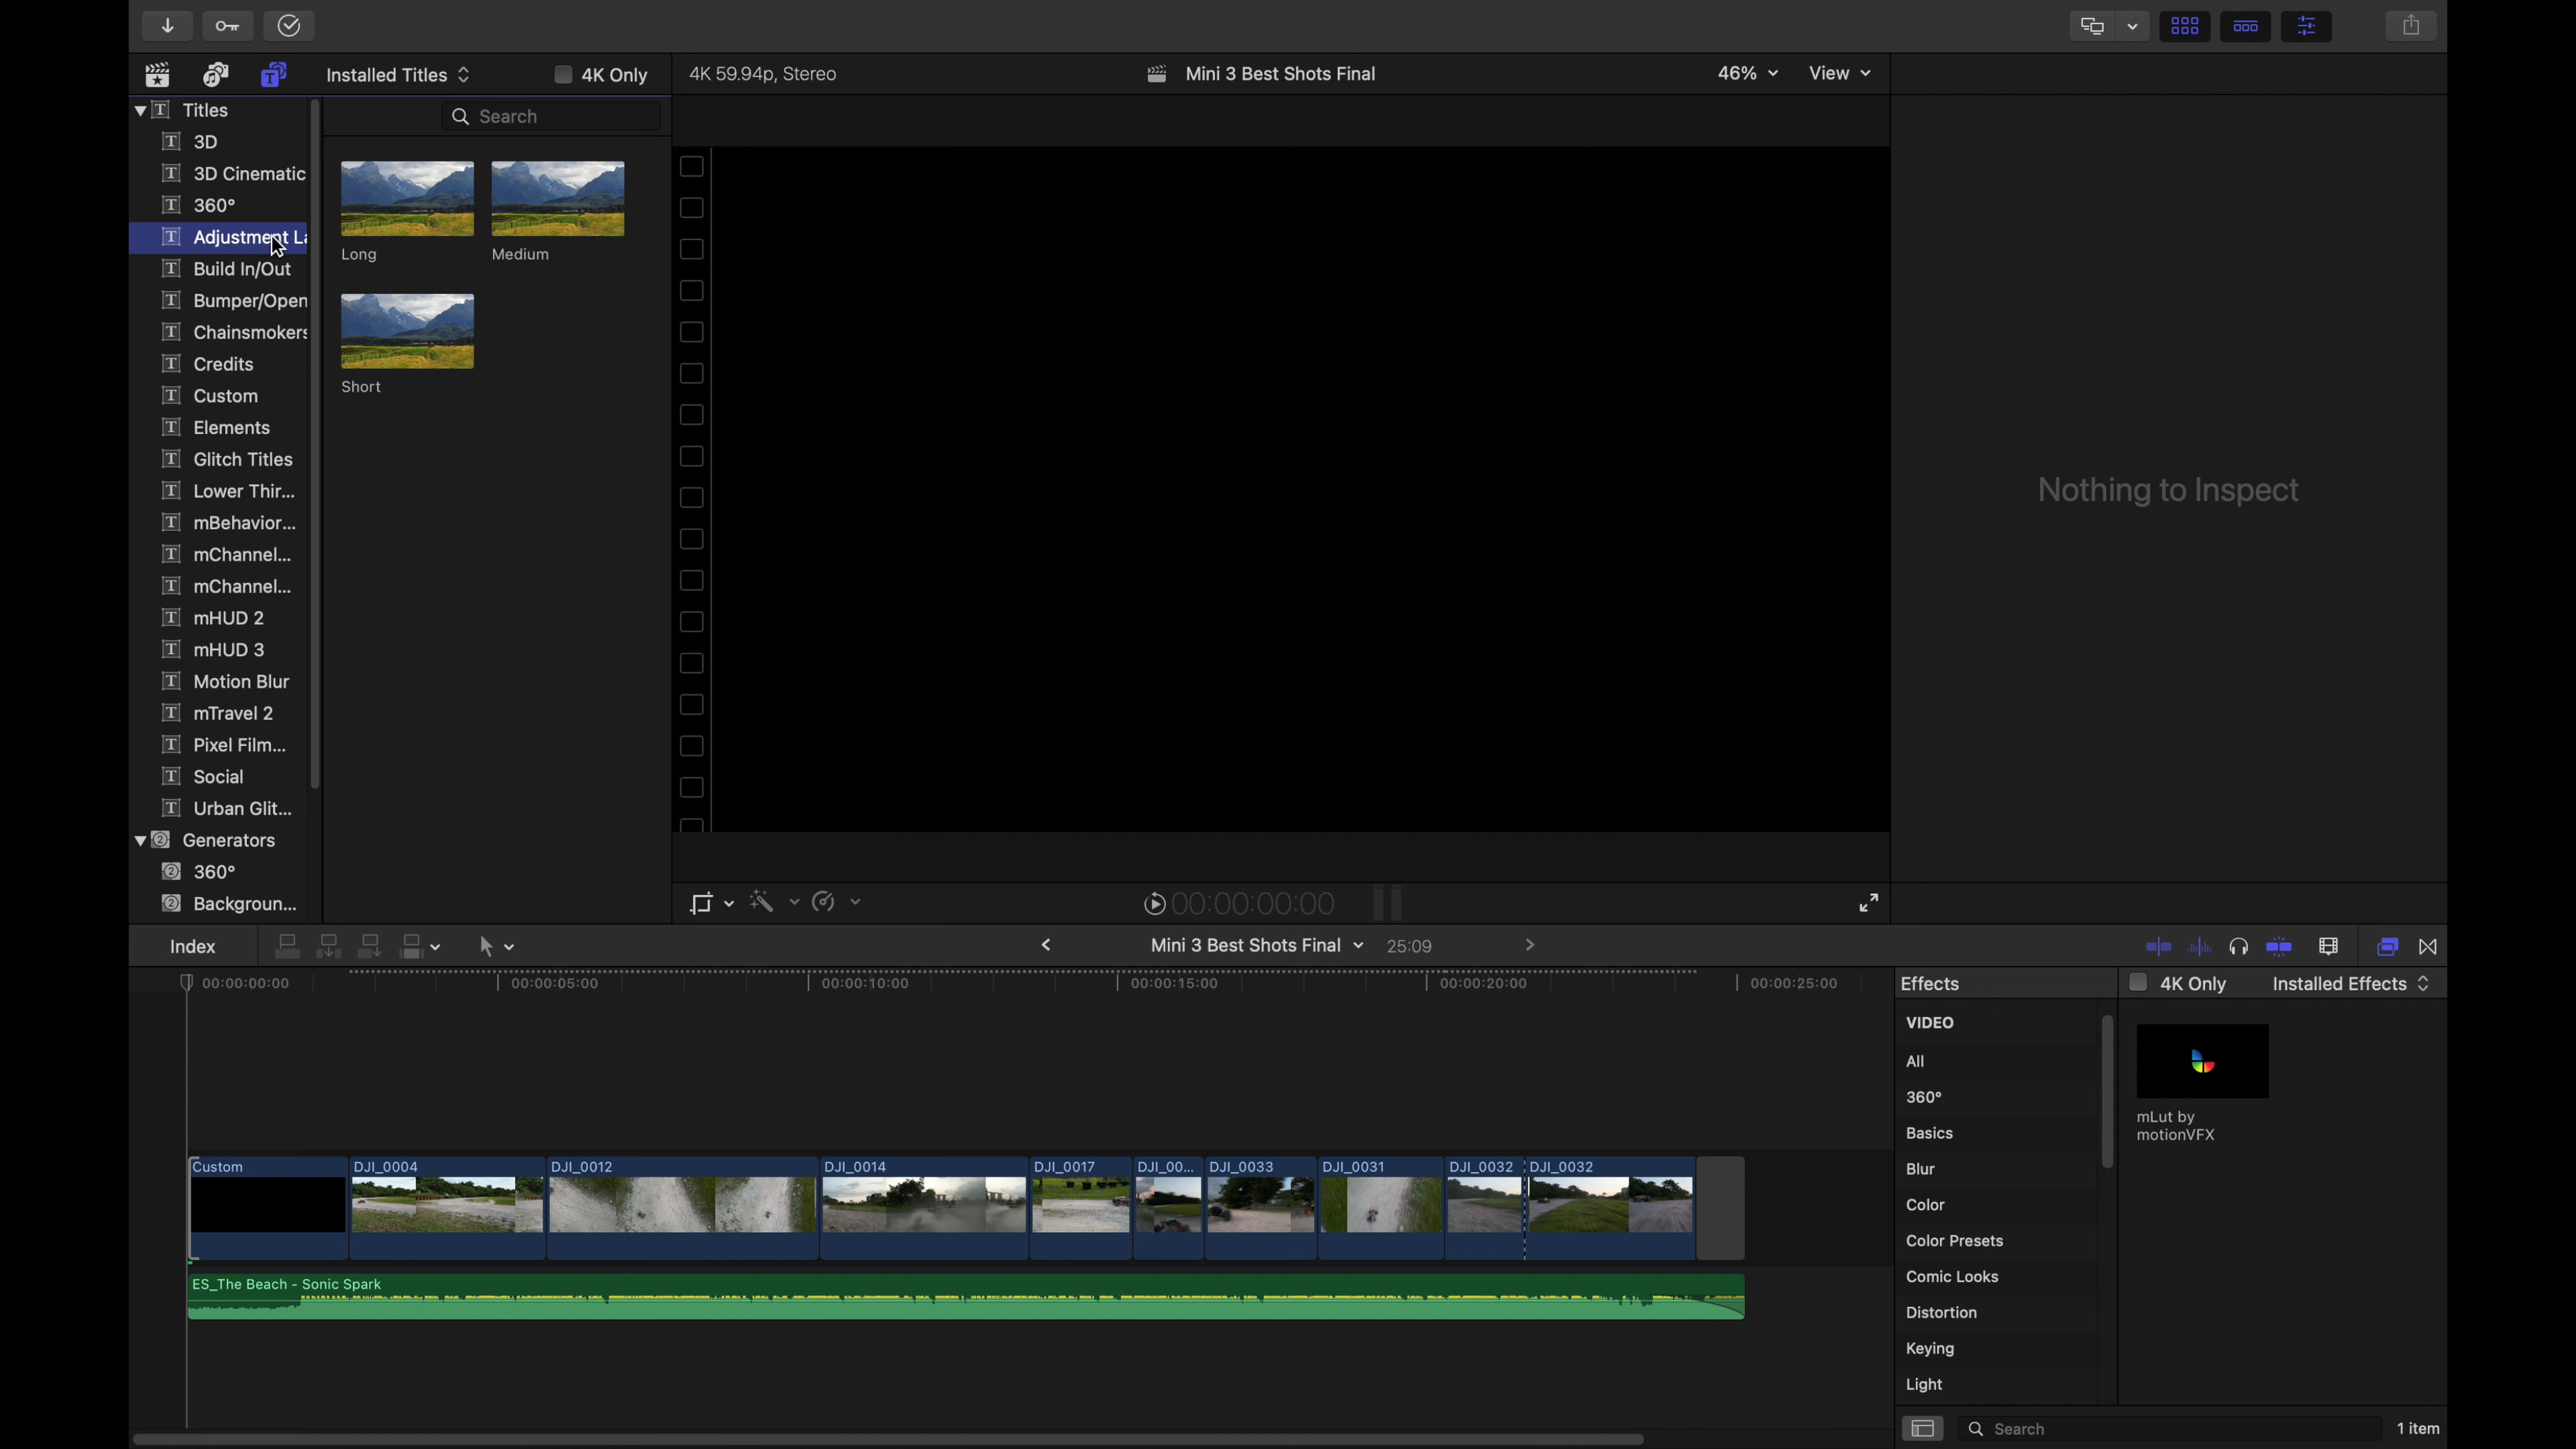 Installed Titles
4K Only
4K 59.94p, Stereo
Mini 3 Best Shots Final
46%
View
Titles
3D
3D Cinematic
360°
Adjustment La
Build In/Out
Bumper/Open
Chainsmokers
Credits
Custom
Elements
Glitch Titles
Lower Thir...
mBehavior...
mChannel...
mChannel...
mHUD 2
mHUD 3
Motion Blur
mTravel 2
Pixel Film...
Social
Urban Glit...
Generators
360°
Backgroun...
Search
Long
Medium
Short
Nothing to Inspect
00:00:00:00
Index
Mini 3 Best Shots Final
25:09
00:00:00:00
00:00:05:00
00:00:10:00
00:00:15:00
00:00:20:00
00:00:25:00
Custom
DJI_0004
DJI_0012
DJI_0014
DJI_0017
DJI_00...
DJI_0033
DJI_0031
DJI_0032
DJI_0032
ES_The Beach - Sonic Spark
Effects
4K Only
Installed Effects
VIDEO
All
360°
Basics
Blur
Color
Color Presets
Comic Looks
Distortion
Keying
Light
mLut by
motionVFX
Search
1 item